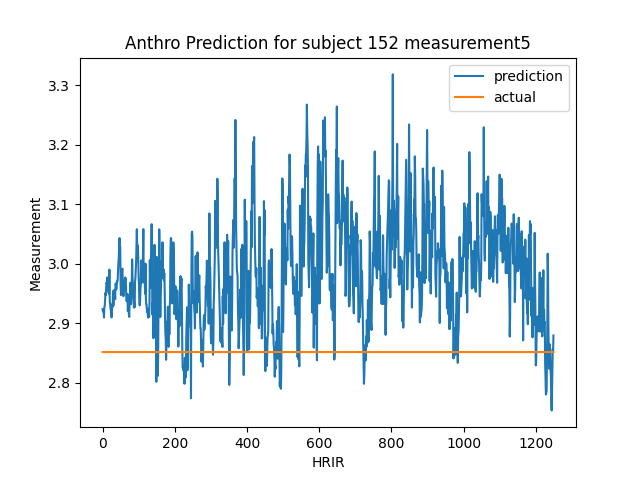 Anthro Prediction for subject 152 measurement5
prediction
actual
3.3
3.2
3.1
3.0
2.9
2.8
Measurement
0
200
400
600
800
1000
1200
HRIR